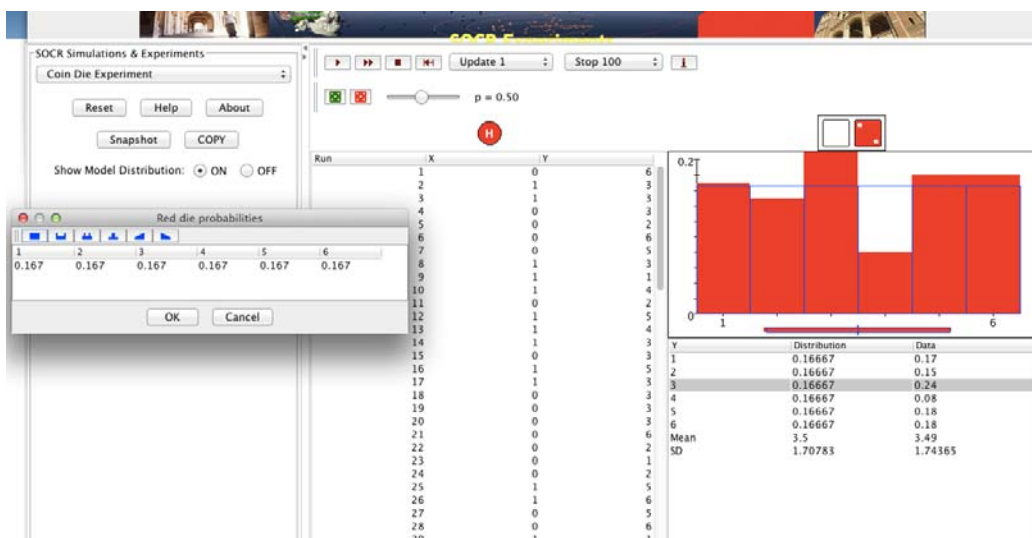 SOCR Experiments
SOCR Simulations & Experiments
Coin Die Experiment
Reset Help About
Snapshot COPY
Show Model Distribution: ON OFF
Update 1 Stop 100 i
p = 0.50
H
Run X Y
1 0 6
2 1 3
3 1 3
4 0 3
5 0 2
6 0 6
7 0 5
8 1 3
9 1 1
10 1 4
11 0 2
12 1 5
13 1 4
14 1 3
15 0 3
16 1 5
17 1 3
18 0 3
19 0 3
20 0 3
21 0 6
22 0 2
23 0 1
24 0 2
25 1 5
26 1 6
27 0 5
28 0 6
Red die probabilities
1 2 3 4 5 6
0.167 0.167 0.167 0.167 0.167 0.167
OK Cancel
0.2
0
1 6
Y Distribution Data
1 0.16667 0.17
2 0.16667 0.15
3 0.16667 0.24
4 0.16667 0.08
5 0.16667 0.18
6 0.16667 0.18
Mean 3.5 3.49
SD 1.70783 1.74365